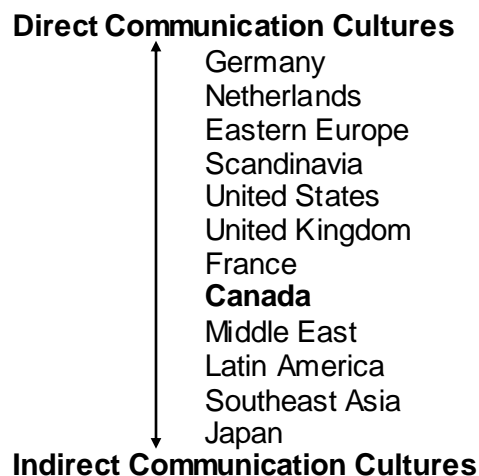 Direct Communication Cultures
Germany
Netherlands
Eastern Europe
Scandinavia
United States
United Kingdom
France
Canada
Middle East
Latin America
Southeast Asia
Japan
Indirect Communication Cultures